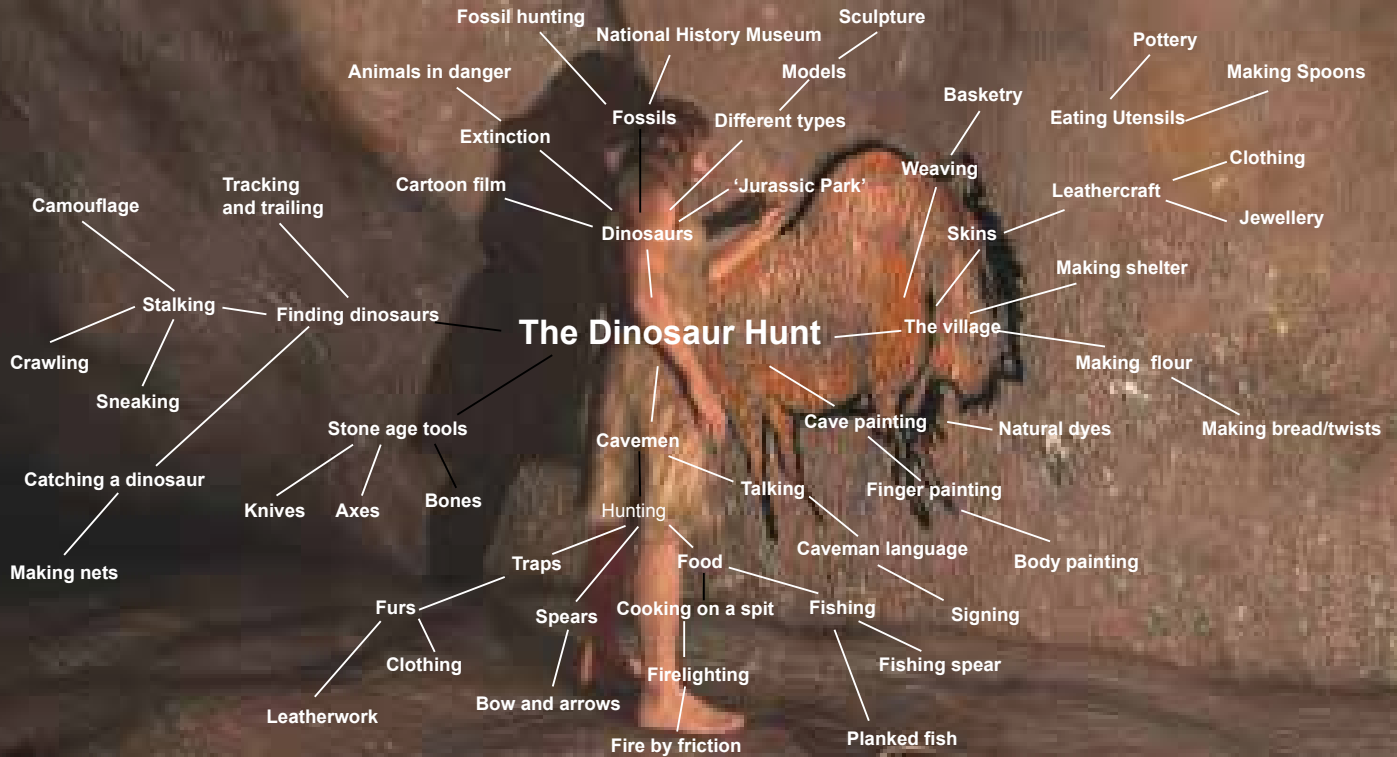 Fossil hunting
National History Museum
Sculpture
Animals in danger
Models
Pottery
Making Spoons
Basketry
Fossils
Different types
Eating Utensils
Extinction
Weaving
Clothing
Cartoon film
'Jurassic Park'
Leathercraft
Tracking
and trailing
Camouflage
Jewellery
Dinosaurs
Skins
Making shelter
Stalking
Finding dinosaurs
The Dinosaur Hunt
The village
Crawling
Making flour
Sneaking
Stone age tools
Cavemen
Cave painting
Natural dyes
Making bread/twists
Catching a dinosaur
Knives
Axes
Bones
Talking
Finger painting
Hunting
Traps
Food
Caveman language
Body painting
Making nets
Furs
Spears
Cooking on a spit
Fishing
Signing
Clothing
Firelighting
Fishing spear
Leatherwork
Bow and arrows
Fire by friction
Planked fish